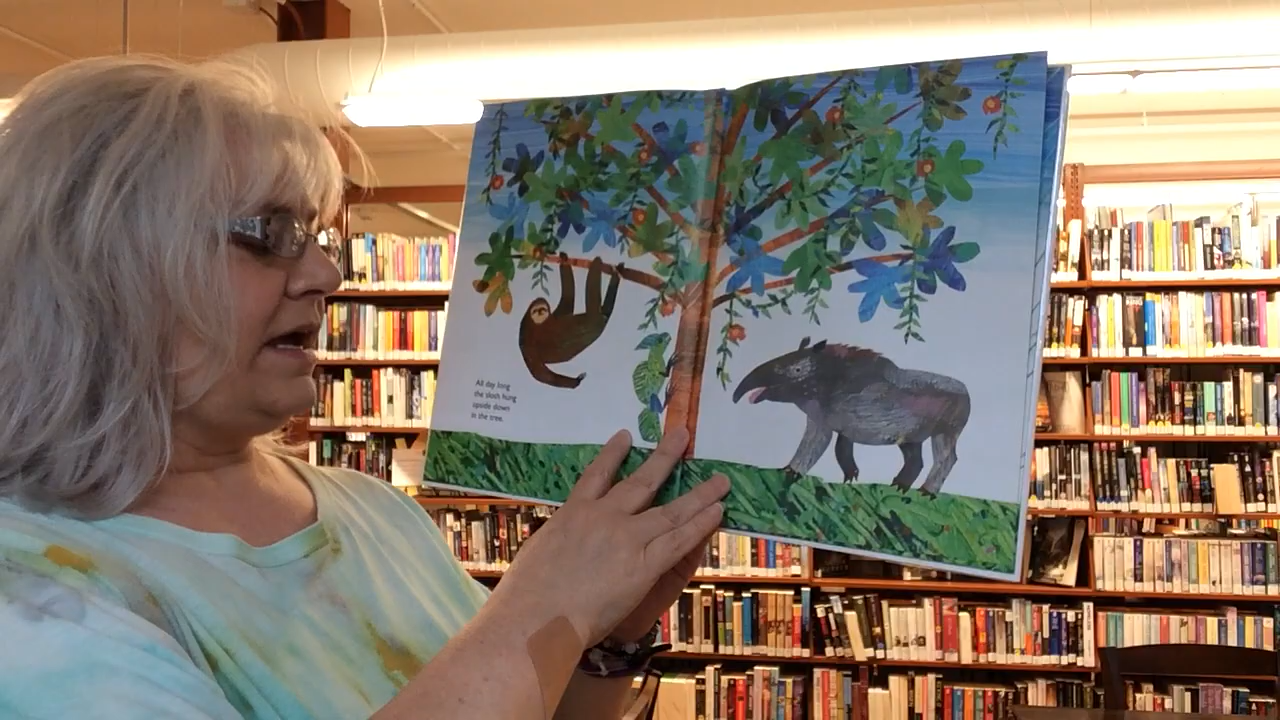 All day long
the sloth hung
upside down
in the tree.